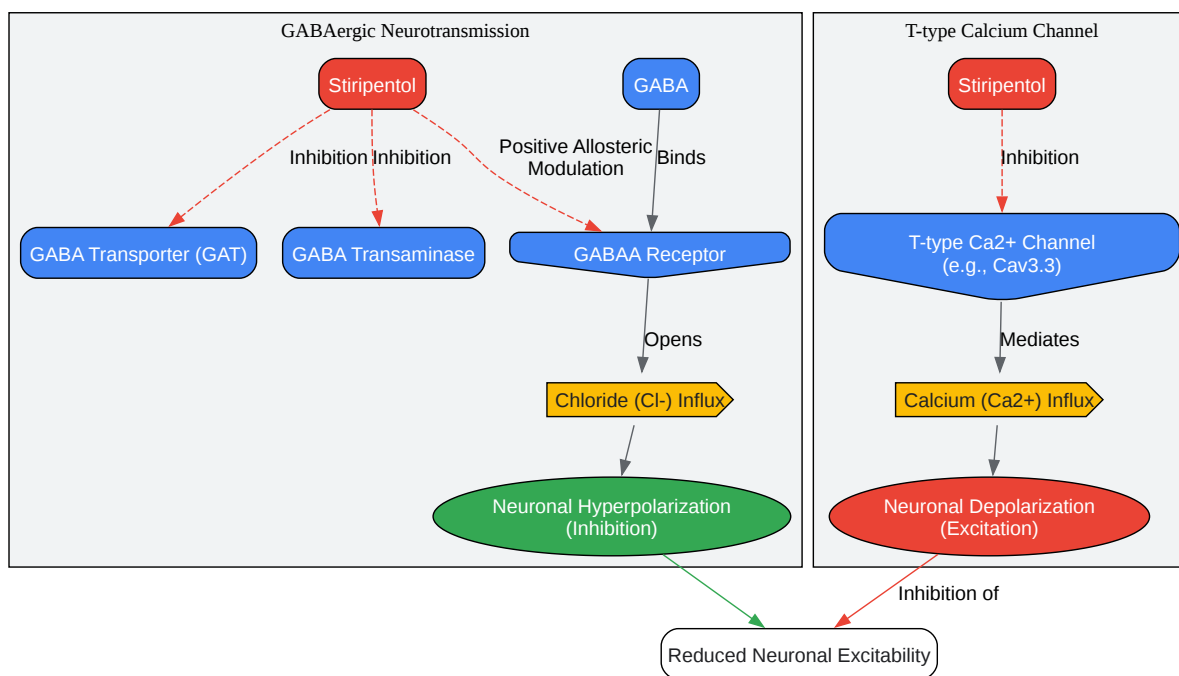 GABAergic Neurotransmission
T-type Calcium Channel
Stiripentol
GABA
Stiripentol
Inhibition
Inhibition
Positive Allosteric
Modulation
Binds
Inhibition
GABA Transporter (GAT)
GABA Transaminase
GABAA Receptor
T-type Ca2+ Channel
(e.g., Cav3.3)
Opens
Mediates
Chloride (Cl-) Influx
Calcium (Ca2+) Influx
Neuronal Hyperpolarization
(Inhibition)
Neuronal Depolarization
(Excitation)
Inhibition of
Reduced Neuronal Excitability